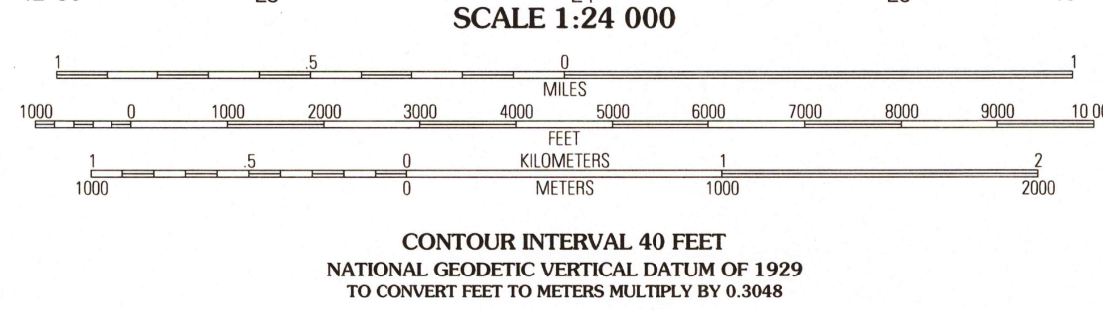 SCALE 1:24 000
1 .5 0 1
MILES
1000 0 1000 2000 3000 4000 5000 6000 7000 8000 9000 10 00
FEET
1 .5 0 KILOMETERS 1 2
1000 0 METERS 1000 2000
CONTOUR INTERVAL 40 FEET
NATIONAL GEODETIC VERTICAL DATUM OF 1929
TO CONVERT FEET TO METERS MULTIPLY BY 0.3048